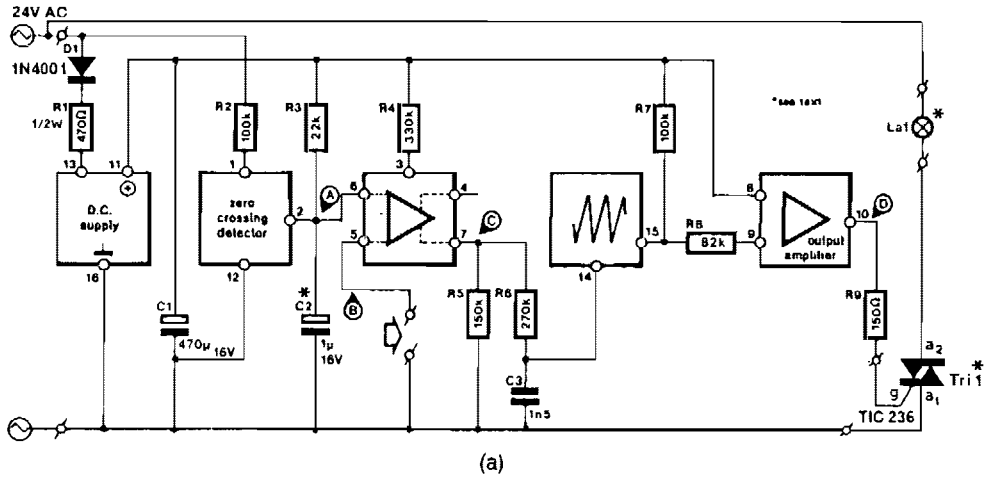 24V AC
D1
1N4001
R1
470Ω
1/2W
13
11
+
D.C.
supply
16
C1
470µ
16V
R2
100k
1
zero
crossing
detector
2
12
R3
22k
A
*
C2
1µ
16V
R4
330k
3
6
4
5
7
B
C
R5
150k
R6
270k
C3
1n5
14
15
R7
100k
R8
82k
*see text
8
9
10
output
amplifier
D
R9
150Ω
La1
*
a2
g
a1
Tri 1
*
TIC 236
(a)